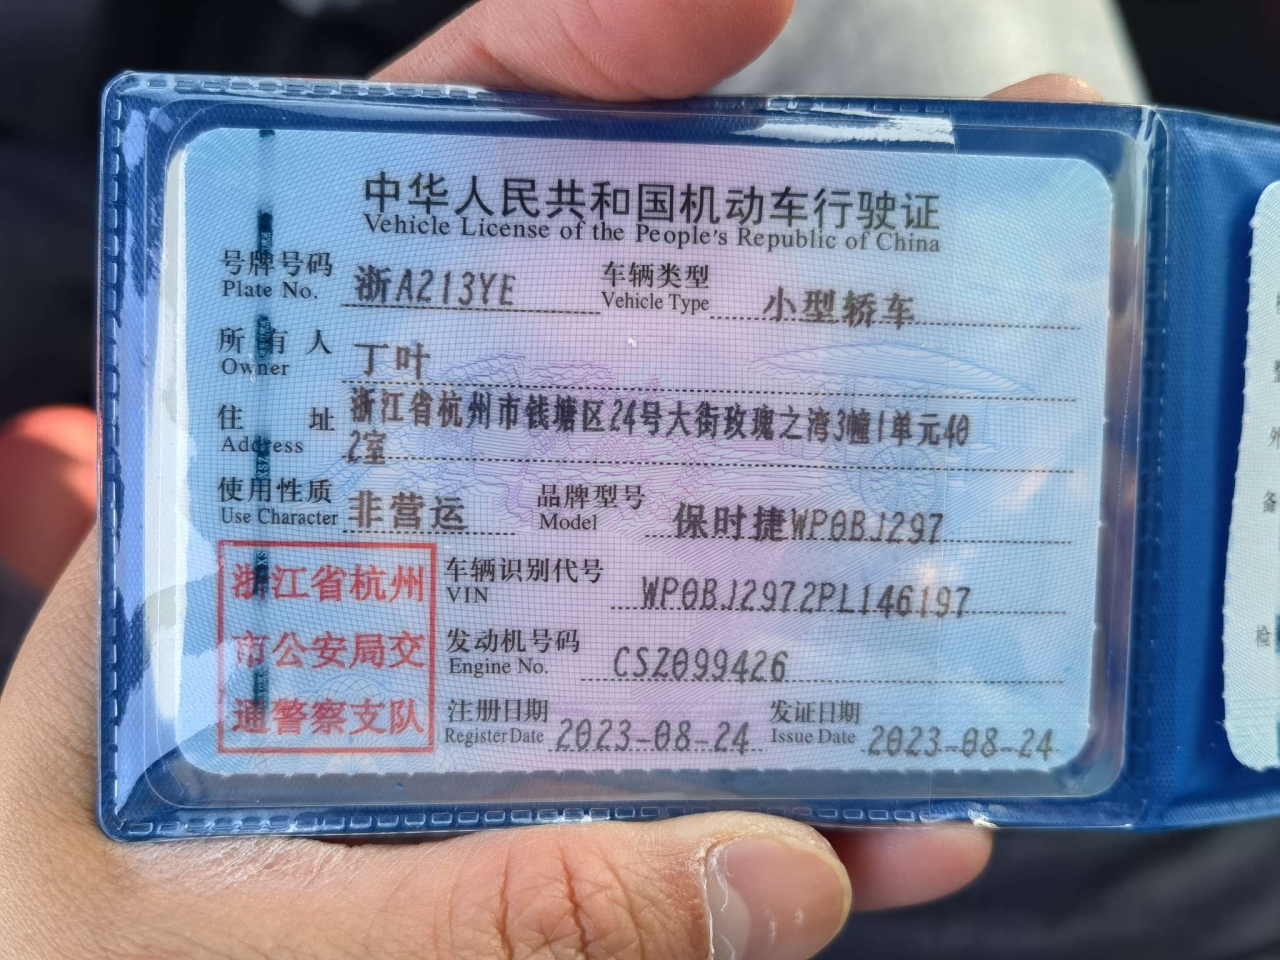 中华人民共和国机动车行驶证
Vehicle License of the People's Republic of China
号牌号码 浙A213YE 车辆类型 小型轿车
Plate No. Vehicle Type
所有人 丁叶
Owner
住址 浙江省杭州市钱塘区24号大街玫瑰之湾3幢1单元40
Address 2室
使用性质 非营运 品牌型号 保时捷WP0BJ297
Use Character Model
浙江省杭州
市公安局交
通警察支队
车辆识别代号 WP0BJ2972PL146197
VIN
发动机号码 CSZ099426
Engine No.
注册日期 2023-08-24 发证日期 2023-08-24
Register Date Issue Date
备
检